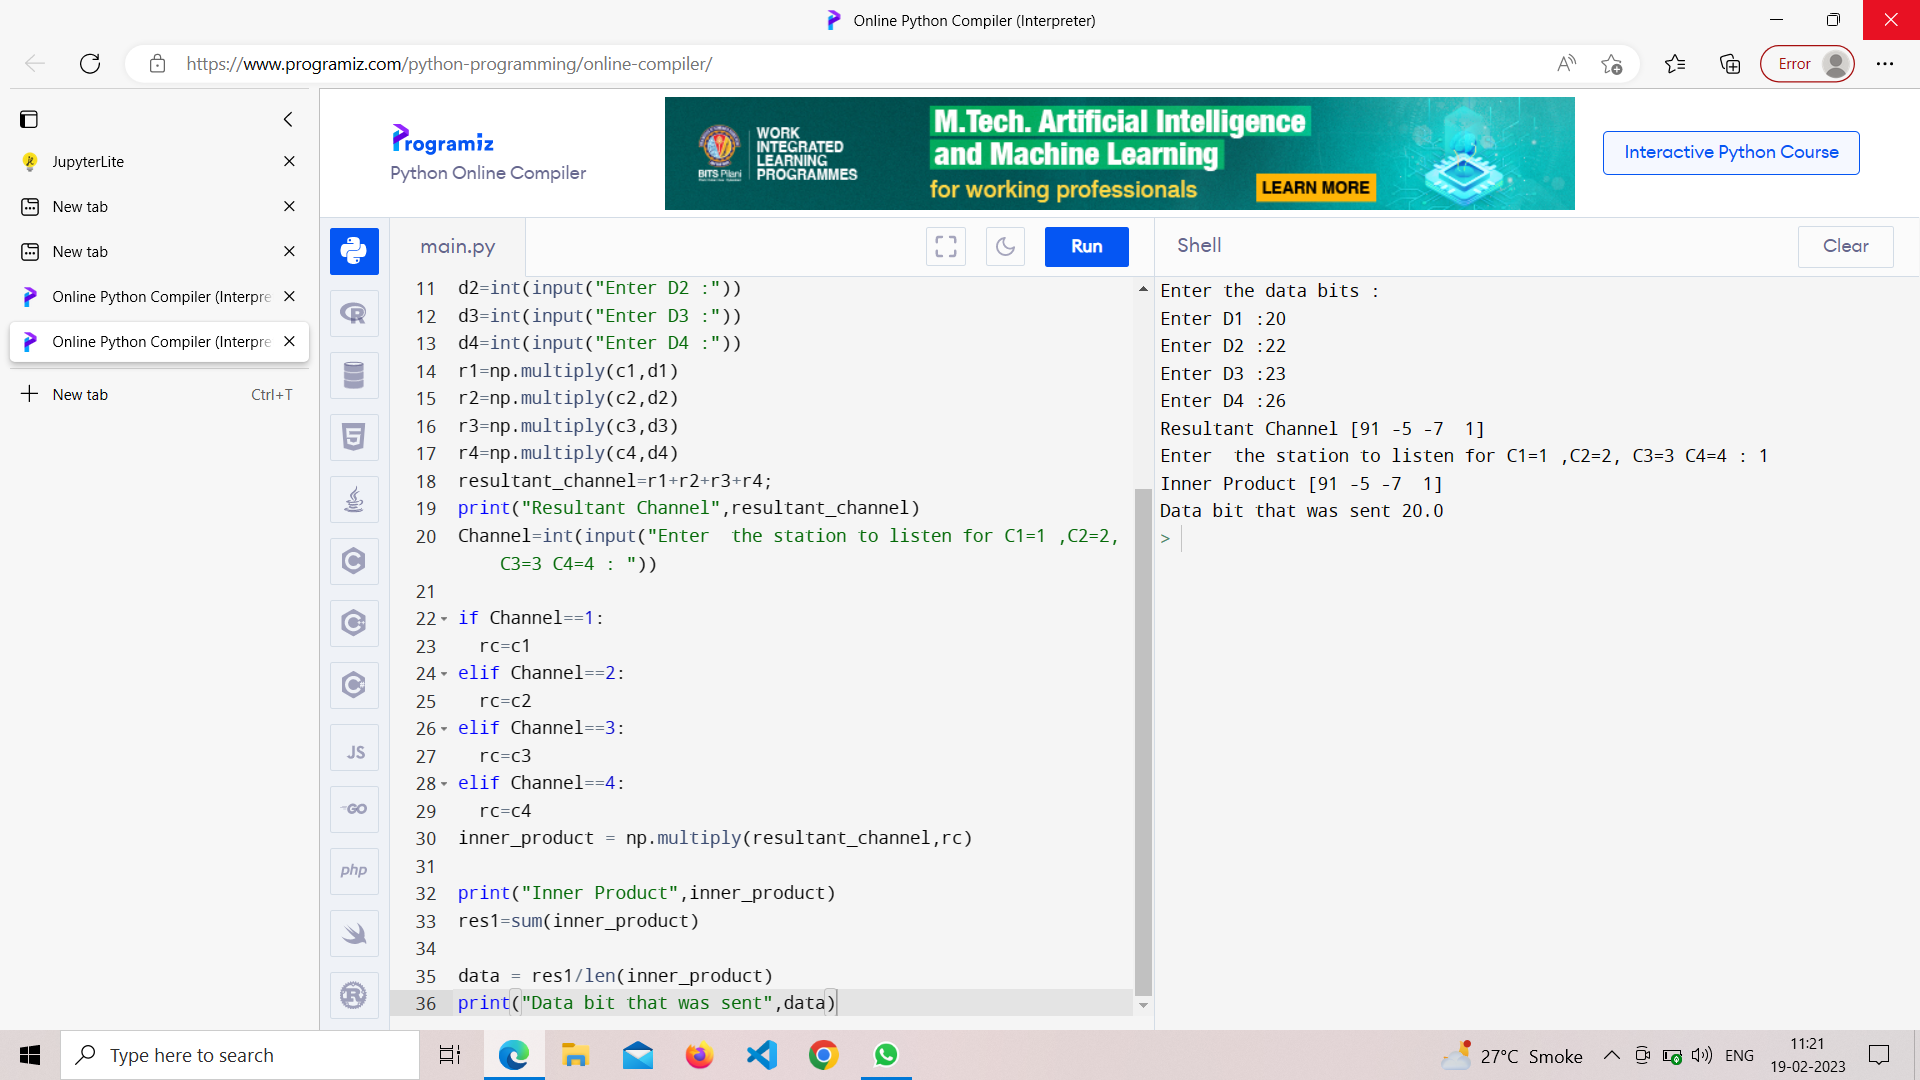 Online Python Compiler (Interpreter)
https://www.programiz.com/python-programming/online-compiler/
Error
JupyterLite
New tab
New tab
Online Python Compiler (Interpre
Online Python Compiler (Interpre
New tab Ctrl+T
Programiz
Python Online Compiler
BITS Pilani
WORK
INTEGRATED
LEARNING
PROGRAMMES
M.Tech. Artificial Intelligence
and Machine Learning
for working professionals
LEARN MORE
Interactive Python Course
main.py
Run
Shell
Clear
R
JS
GO
php
11 d2=int(input("Enter D2 :"))
12 d3=int(input("Enter D3 :"))
13 d4=int(input("Enter D4 :"))
14 r1=np.multiply(c1,d1)
15 r2=np.multiply(c2,d2)
16 r3=np.multiply(c3,d3)
17 r4=np.multiply(c4,d4)
18 resultant_channel=r1+r2+r3+r4;
19 print("Resultant Channel",resultant_channel)
20 Channel=int(input("Enter  the station to listen for C1=1 ,C2=2,
C3=3 C4=4 : "))
21
22 if Channel==1:
23 rc=c1
24 elif Channel==2:
25 rc=c2
26 elif Channel==3:
27 rc=c3
28 elif Channel==4:
29 rc=c4
30 inner_product = np.multiply(resultant_channel,rc)
31
32 print("Inner Product",inner_product)
33 res1=sum(inner_product)
34
35 data = res1/len(inner_product)
36 print("Data bit that was sent",data)
Enter the data bits :
Enter D1 :20
Enter D2 :22
Enter D3 :23
Enter D4 :26
Resultant Channel [91 -5 -7  1]
Enter  the station to listen for C1=1 ,C2=2, C3=3 C4=4 : 1
Inner Product [91 -5 -7  1]
Data bit that was sent 20.0
>
Type here to search
27°C Smoke
ENG
11:21
19-02-2023